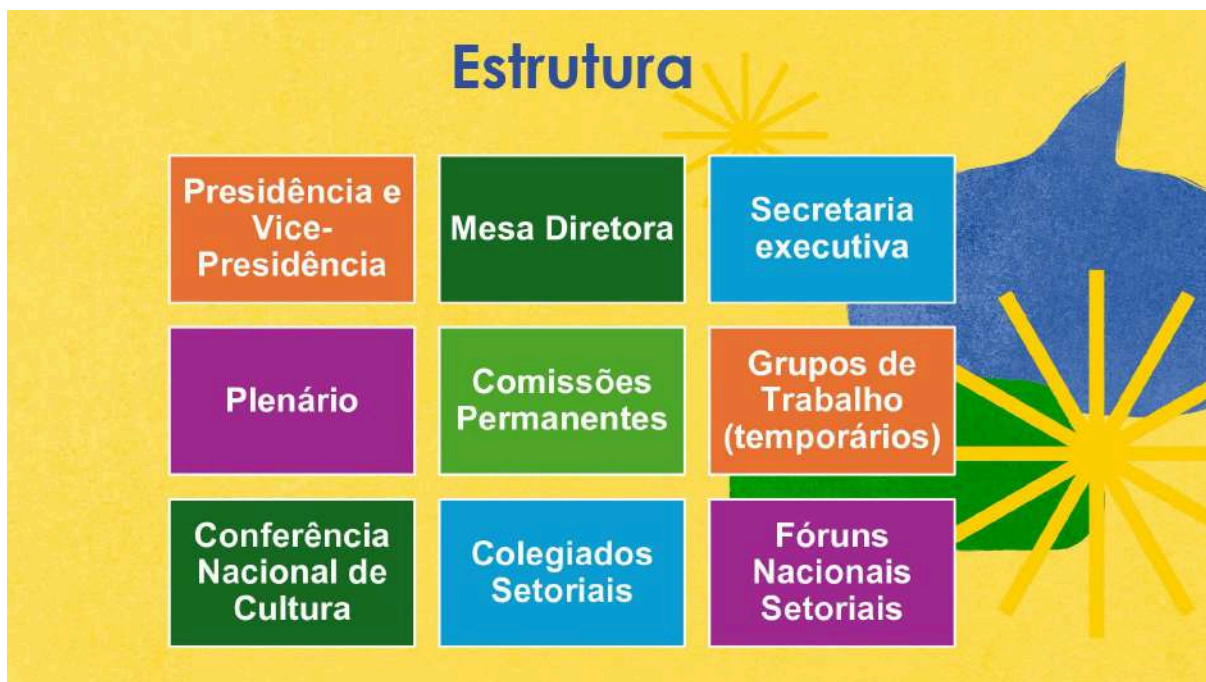 Estrutura
Presidência e
Vice-
Presidência
Mesa Diretora
Secretaria
executiva
Plenário
Comissões
Permanentes
Grupos de
Trabalho
(temporários)
Conferência
Nacional de
Cultura
Colegiados
Setoriais
Fóruns
Nacionais
Setoriais